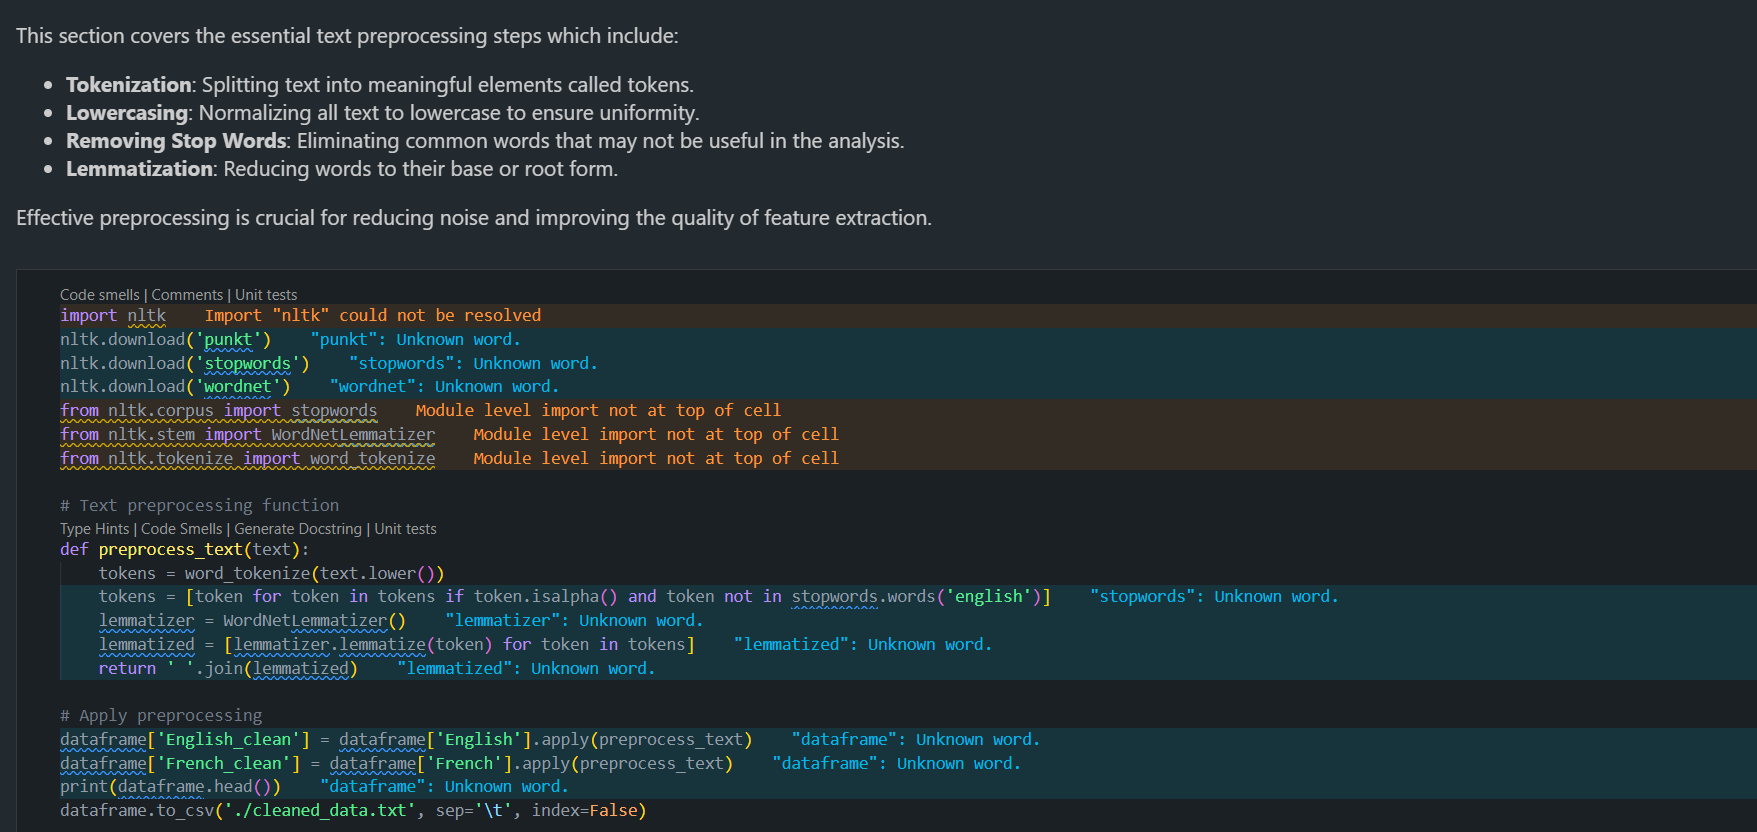 This section covers the essential text preprocessing steps which include:
• Tokenization: Splitting text into meaningful elements called tokens.
• Lowercasing: Normalizing all text to lowercase to ensure uniformity.
• Removing Stop Words: Eliminating common words that may not be useful in the analysis.
• Lemmatization: Reducing words to their base or root form.
Effective preprocessing is crucial for reducing noise and improving the quality of feature extraction.
Code smells | Comments | Unit tests
import nltk    Import "nltk" could not be resolved
nltk.download('punkt')    "punkt": Unknown word.
nltk.download('stopwords')    "stopwords": Unknown word.
nltk.download('wordnet')    "wordnet": Unknown word.
from nltk.corpus import stopwords    Module level import not at top of cell
from nltk.stem import WordNetLemmatizer    Module level import not at top of cell
from nltk.tokenize import word_tokenize    Module level import not at top of cell
# Text preprocessing function
Type Hints | Code Smells | Generate Docstring | Unit tests
def preprocess_text(text):
    tokens = word_tokenize(text.lower())
    tokens = [token for token in tokens if token.isalpha() and token not in stopwords.words('english')]    "stopwords": Unknown word.
    lemmatizer = WordNetLemmatizer()    "lemmatizer": Unknown word.
    lemmatized = [lemmatizer.lemmatize(token) for token in tokens]    "lemmatized": Unknown word.
    return ' '.join(lemmatized)    "lemmatized": Unknown word.
# Apply preprocessing
dataframe['English_clean'] = dataframe['English'].apply(preprocess_text)    "dataframe": Unknown word.
dataframe['French_clean'] = dataframe['French'].apply(preprocess_text)    "dataframe": Unknown word.
print(dataframe.head())    "dataframe": Unknown word.
dataframe.to_csv('./cleaned_data.txt', sep='\t', index=False)